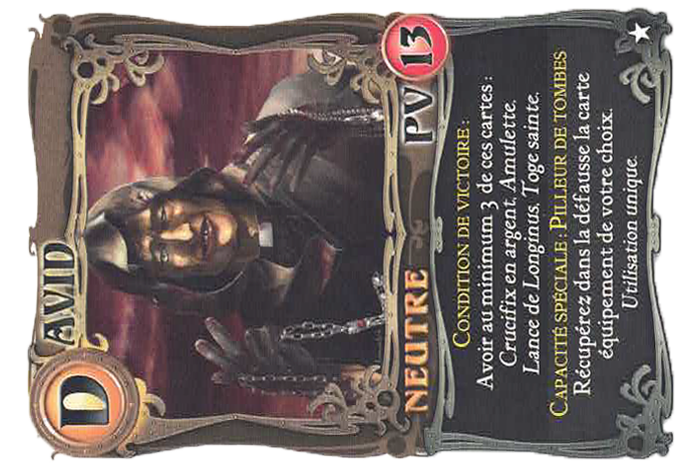 DAVID
NEUTRE PV 13
CONDITION DE VICTOIRE :
Avoir au minimum 3 de ces cartes :
Crucifix en argent, Amulette,
Lance de Longinus, Toge sainte.
CAPACITÉ SPÉCIALE : PILLEUR DE TOMBES
Récupérez dans la défausse la carte
équipement de votre choix.
Utilisation unique.